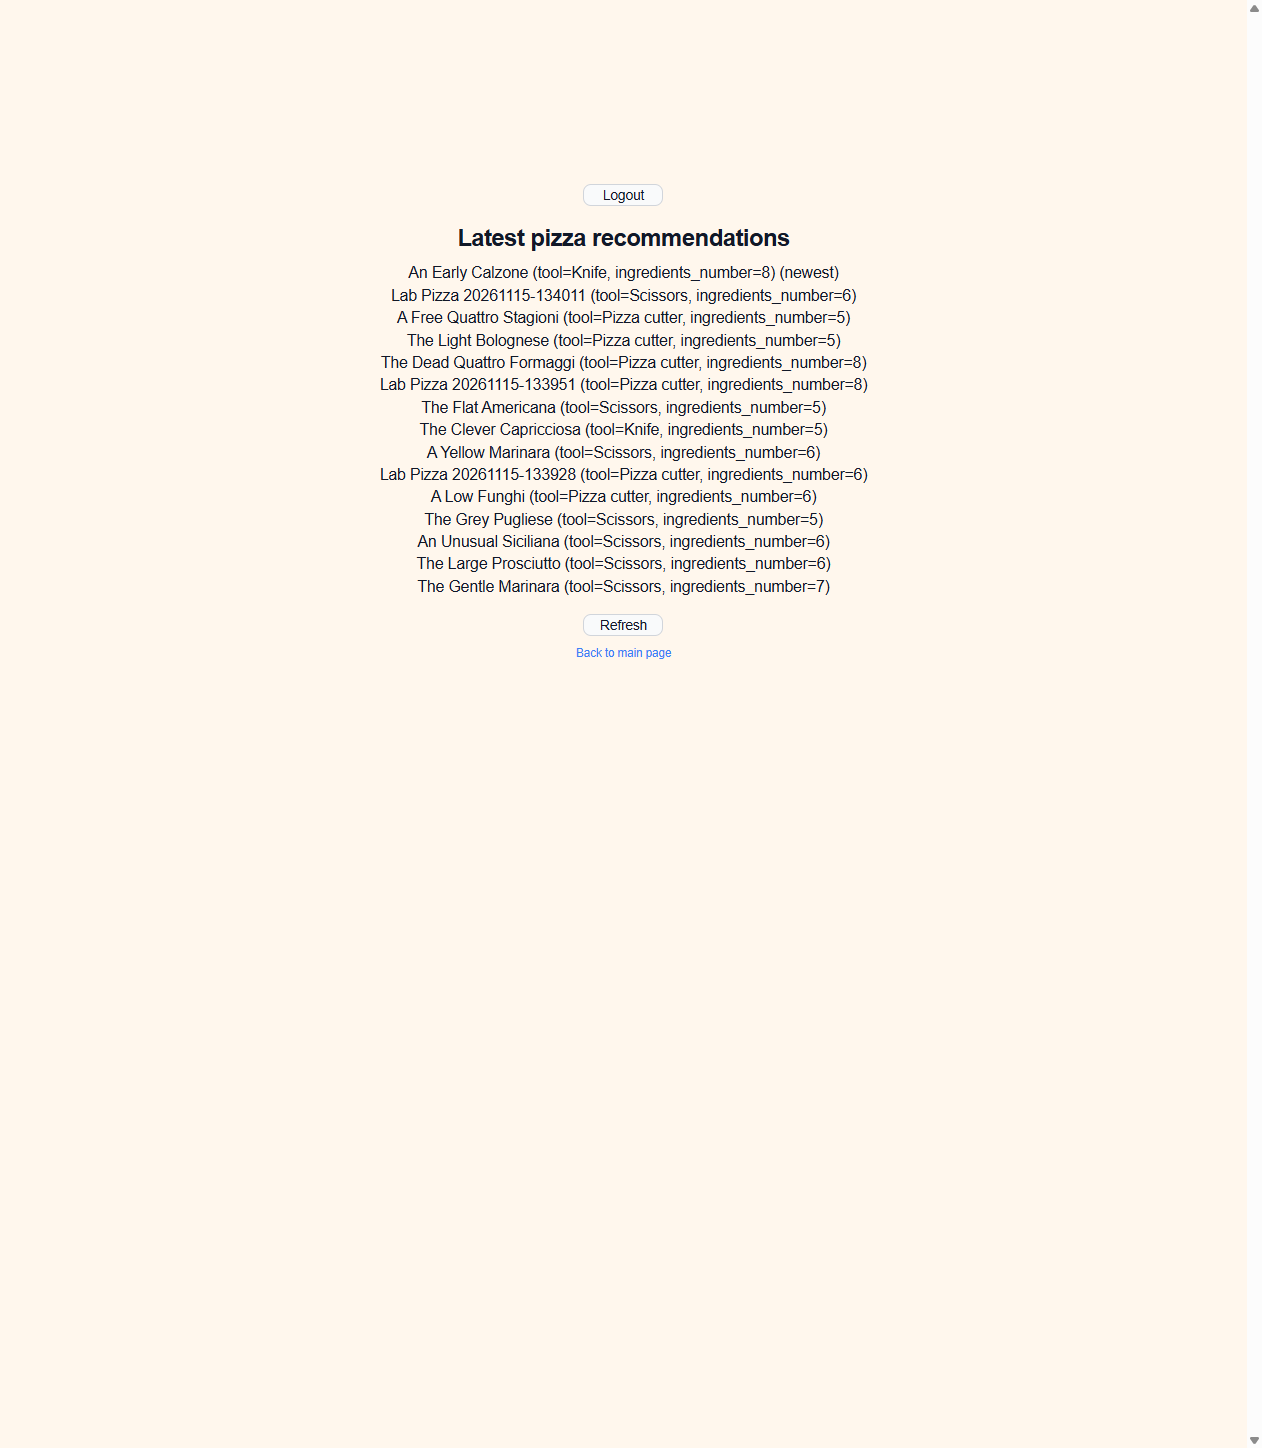 Logout
Latest pizza recommendations
An Early Calzone (tool=Knife, ingredients_number=8) (newest)
Lab Pizza 20261115-134011 (tool=Scissors, ingredients_number=6)
A Free Quattro Stagioni (tool=Pizza cutter, ingredients_number=5)
The Light Bolognese (tool=Pizza cutter, ingredients_number=5)
The Dead Quattro Formaggi (tool=Pizza cutter, ingredients_number=8)
Lab Pizza 20261115-133951 (tool=Pizza cutter, ingredients_number=8)
The Flat Americana (tool=Scissors, ingredients_number=5)
The Clever Capricciosa (tool=Knife, ingredients_number=5)
A Yellow Marinara (tool=Scissors, ingredients_number=6)
Lab Pizza 20261115-133928 (tool=Pizza cutter, ingredients_number=6)
A Low Funghi (tool=Pizza cutter, ingredients_number=6)
The Grey Pugliese (tool=Scissors, ingredients_number=5)
An Unusual Siciliana (tool=Scissors, ingredients_number=6)
The Large Prosciutto (tool=Scissors, ingredients_number=6)
The Gentle Marinara (tool=Scissors, ingredients_number=7)
Refresh
Back to main page